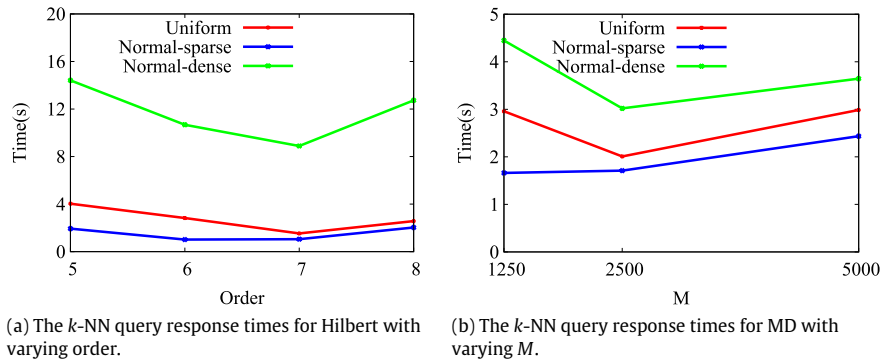 20
16
12
8
4
0
Time(s)
Uniform
Normal-sparse
Normal-dense
5
6
7
8
Order
(a) The k-NN query response times for Hilbert with
varying order.
5
4
3
2
1
0
Time(s)
Uniform
Normal-sparse
Normal-dense
1250
2500
5000
M
(b) The k-NN query response times for MD with
varying M.